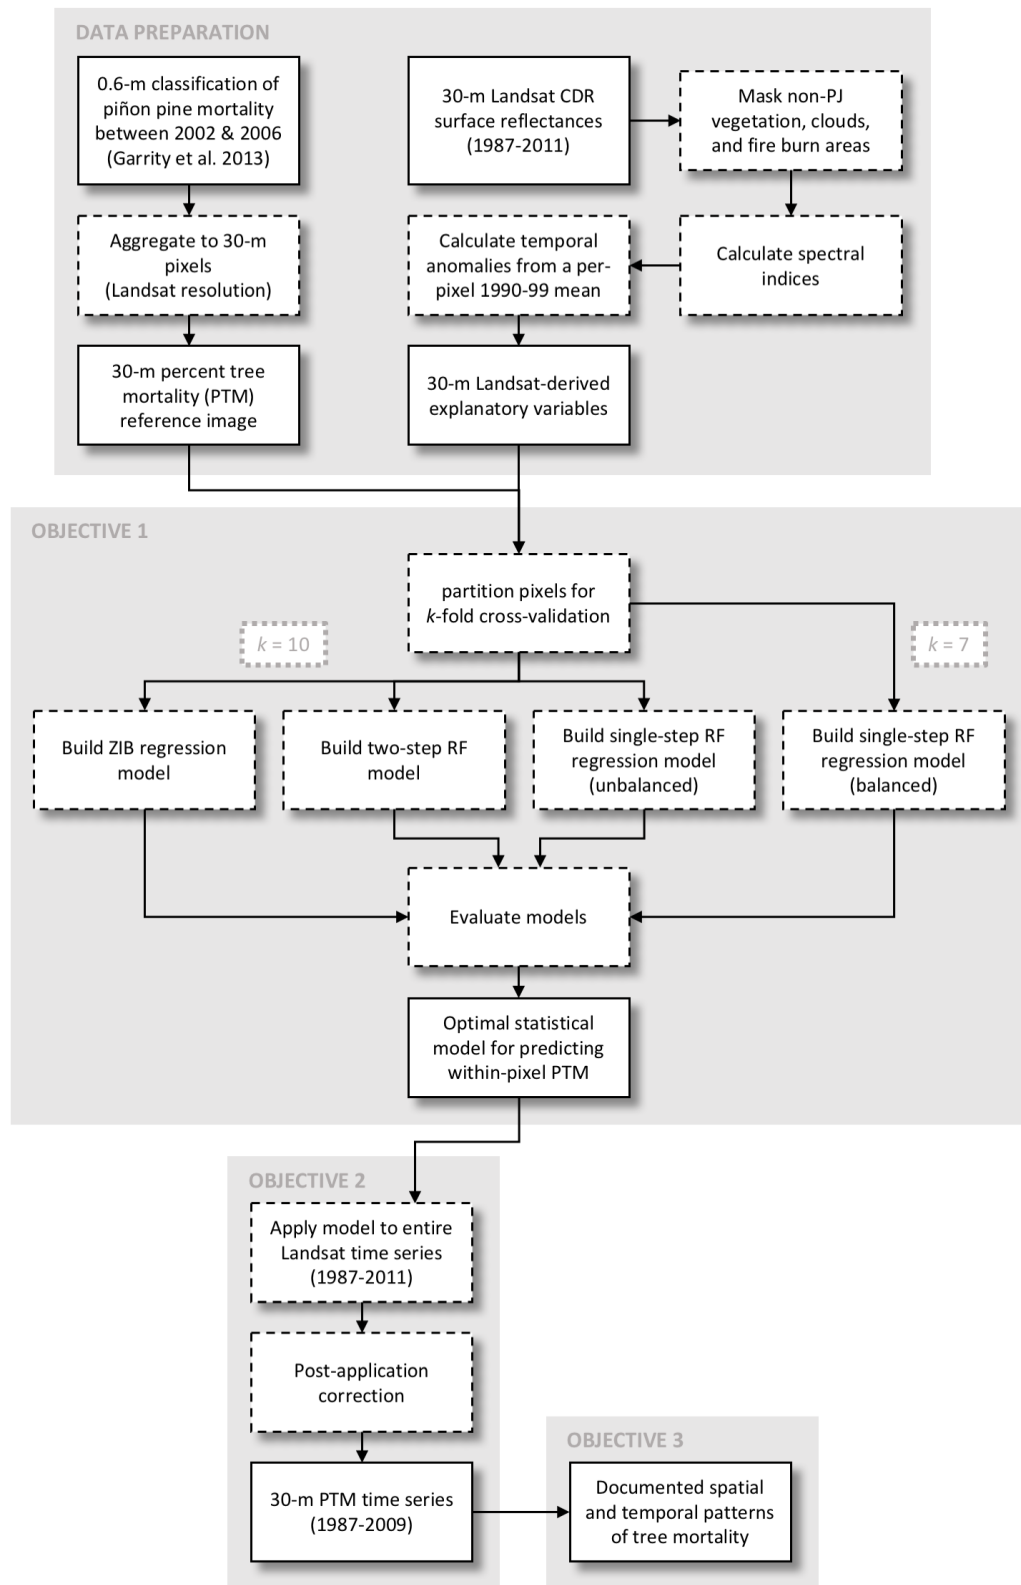 DATA PREPARATION
0.6-m classification of
piñon pine mortality
between 2002 & 2006
(Garrity et al. 2013)
30-m Landsat CDR
surface reflectances
(1987-2011)
Mask non-PJ
vegetation, clouds,
and fire burn areas
Aggregate to 30-m
pixels
(Landsat resolution)
Calculate temporal
anomalies from a per-
pixel 1990-99 mean
Calculate spectral
indices
30-m percent tree
mortality (PTM)
reference image
30-m Landsat-derived
explanatory variables
OBJECTIVE 1
partition pixels for
k-fold cross-validation
k = 10
k = 7
Build ZIB regression
model
Build two-step RF
model
Build single-step RF
regression model
(unbalanced)
Build single-step RF
regression model
(balanced)
Evaluate models
Optimal statistical
model for predicting
within-pixel PTM
OBJECTIVE 2
Apply model to entire
Landsat time series
(1987-2011)
Post-application
correction
30-m PTM time series
(1987-2009)
OBJECTIVE 3
Documented spatial
and temporal patterns
of tree mortality